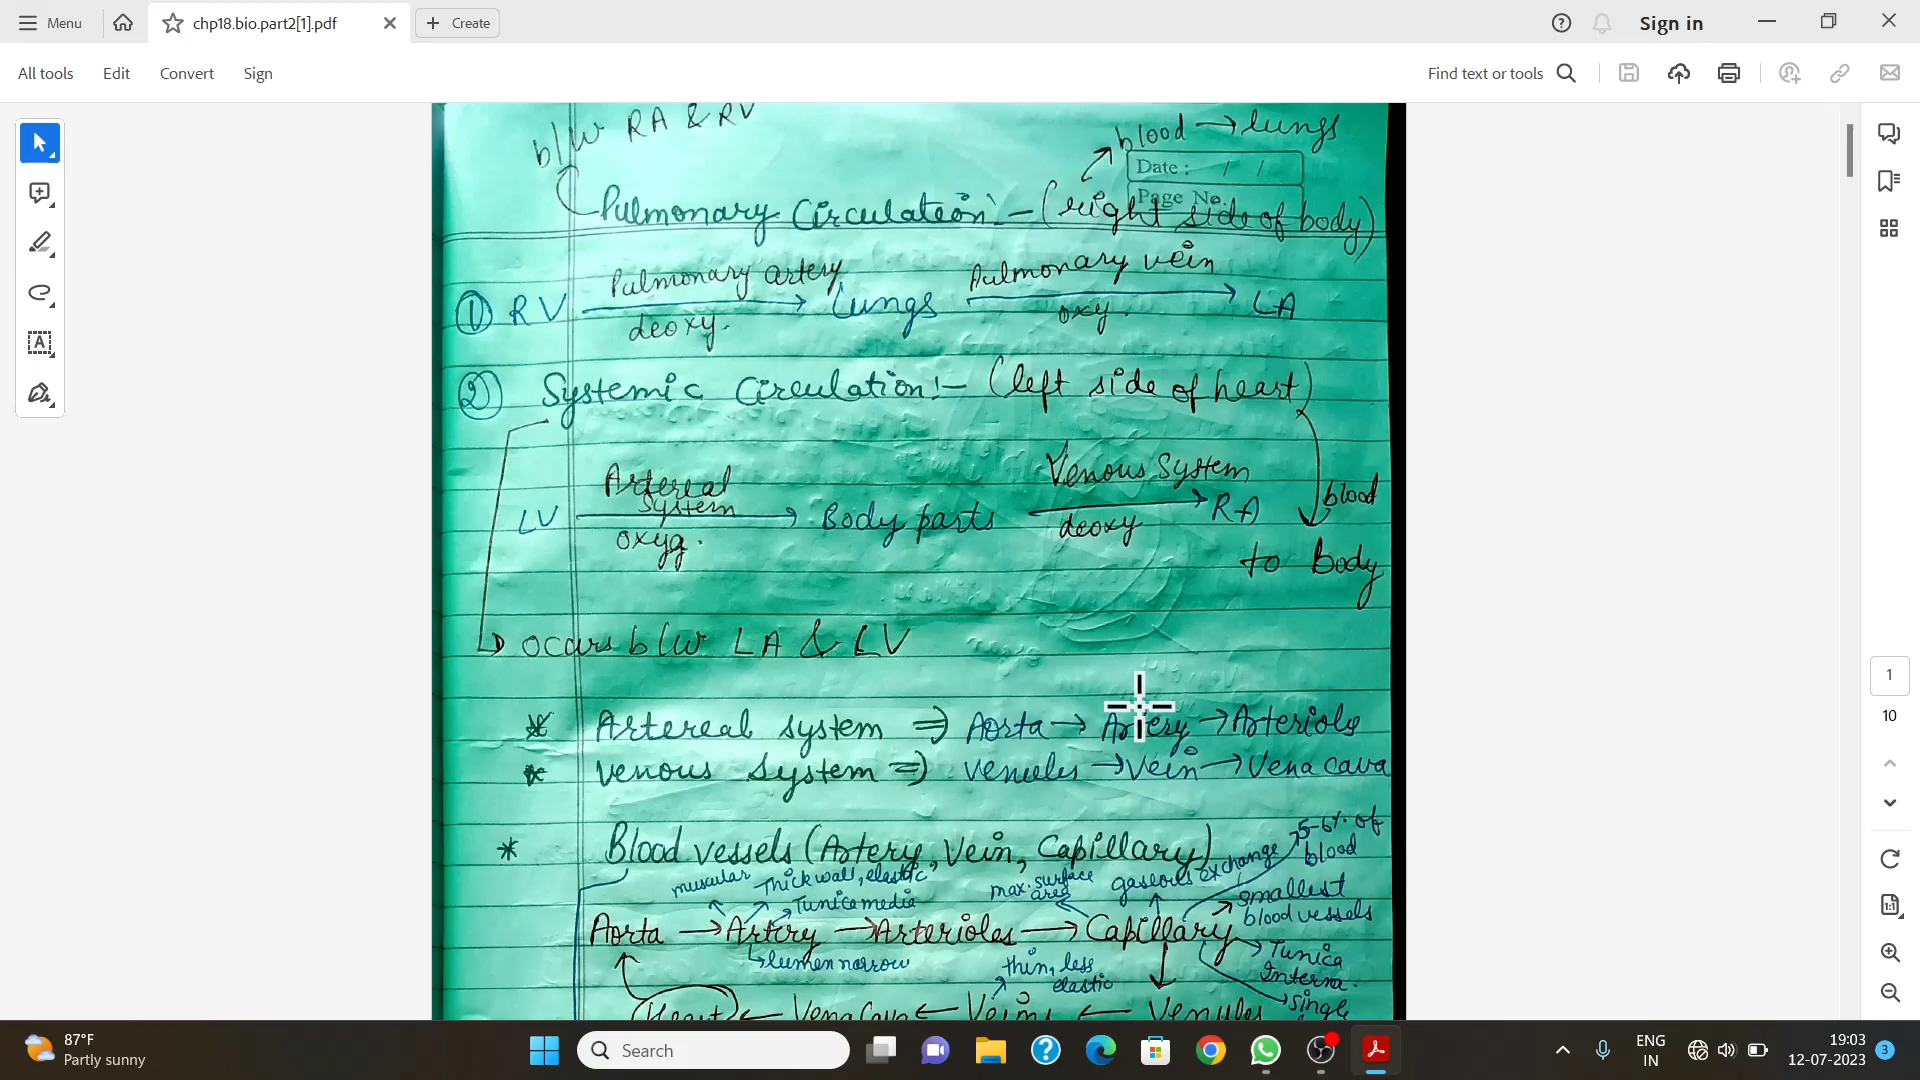 Menu
chp18.bio.part2[1].pdf
Create
Sign in
All tools Edit Convert Sign
Find text or tools
b/w RA & RV
blood → lungs
Date : / /
Page No.
Pulmonary Circulation :- (right side of body)
① RV Pulmonary artery deoxy. → Lungs Pulmonary vein oxy. → LA
② Systemic Circulation :- (left side of heart)
LV Artereal System oxyg. → Body parts Venous System deoxy → RA
blood
to Body
→ ocurs b/w LA & LV
* Artereal system ⇒ Aorta → Artery → Arteriole
* Venous System ⇒ Venules → Vein → Vena cava
* Blood vessels (Artery, Vein, Capillary)
5-6% of blood
muscular Thick wall, elastic
Tunica media
max. surface area
gaseous exchange
smallest blood vessels
Aorta → Artery → Arterioles → Capillary
lumen narrow
thin, less elastic
Tunica Interna.
single
Heart ← Vena Cava ← Veins ← Venules
1
10
87°F
Partly sunny
Search
ENG
IN
19:03
12-07-2023
3